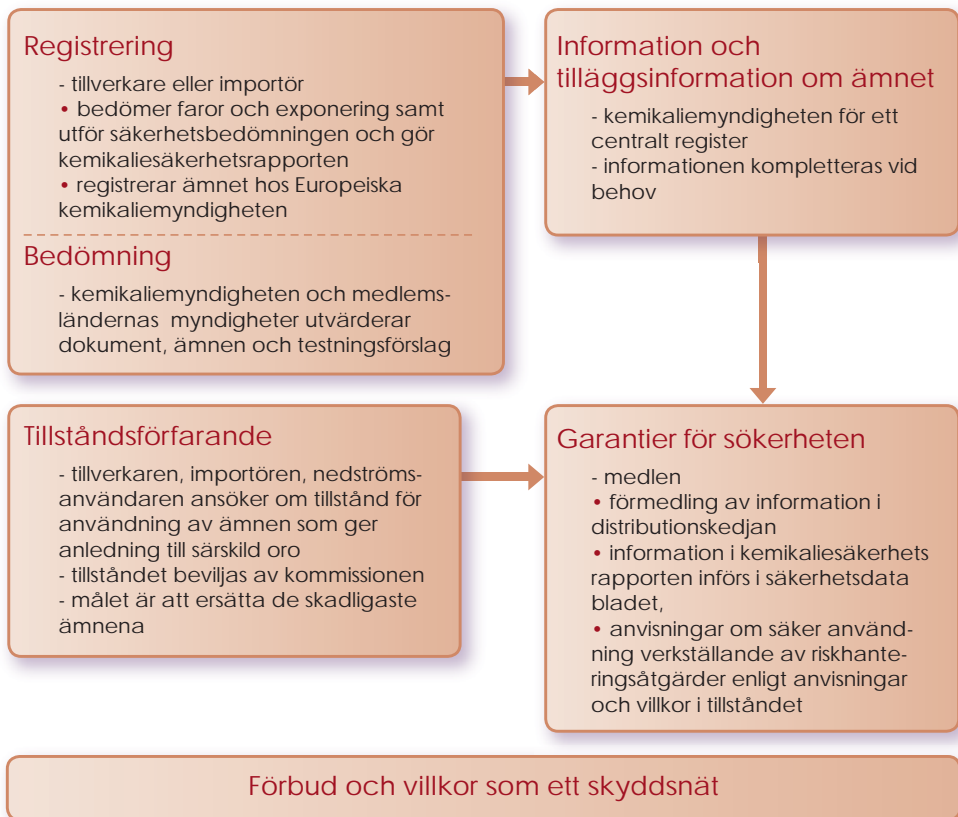 Registrering
- tillverkare eller importör
• bedömer faror och exponering samt
utför säkerhetsbedömningen och gör
kemikaliesäkerhetsrapporten
• registrerar ämnet hos Europeiska
kemikaliemyndigheten
Bedömning
- kemikaliemyndigheten och medlems-
ländernas myndigheter utvärderar
dokument, ämnen och testningsförslag
Information och
tilläggsinformation om ämnet
- kemikaliemyndigheten för ett
centralt register
- informationen kompletteras vid
behov
Tillståndsförfarande
- tillverkaren, importören, nedströms-
användaren ansöker om tillstånd för
användning av ämnen som ger
anledning till särskild oro
- tillståndet beviljas av kommissionen
- målet är att ersätta de skadligaste
ämnena
Garantier för sökerheten
- medlen
• förmedling av information i
distributionskedjan
• information i kemikaliesäkerhets
rapporten införs i säkerhetsdata
bladet,
• anvisningar om säker använd-
ning verkställande av riskhante-
ringsåtgärder enligt anvisningar
och villkor i tillståndet
Förbud och villkor som ett skyddsnät